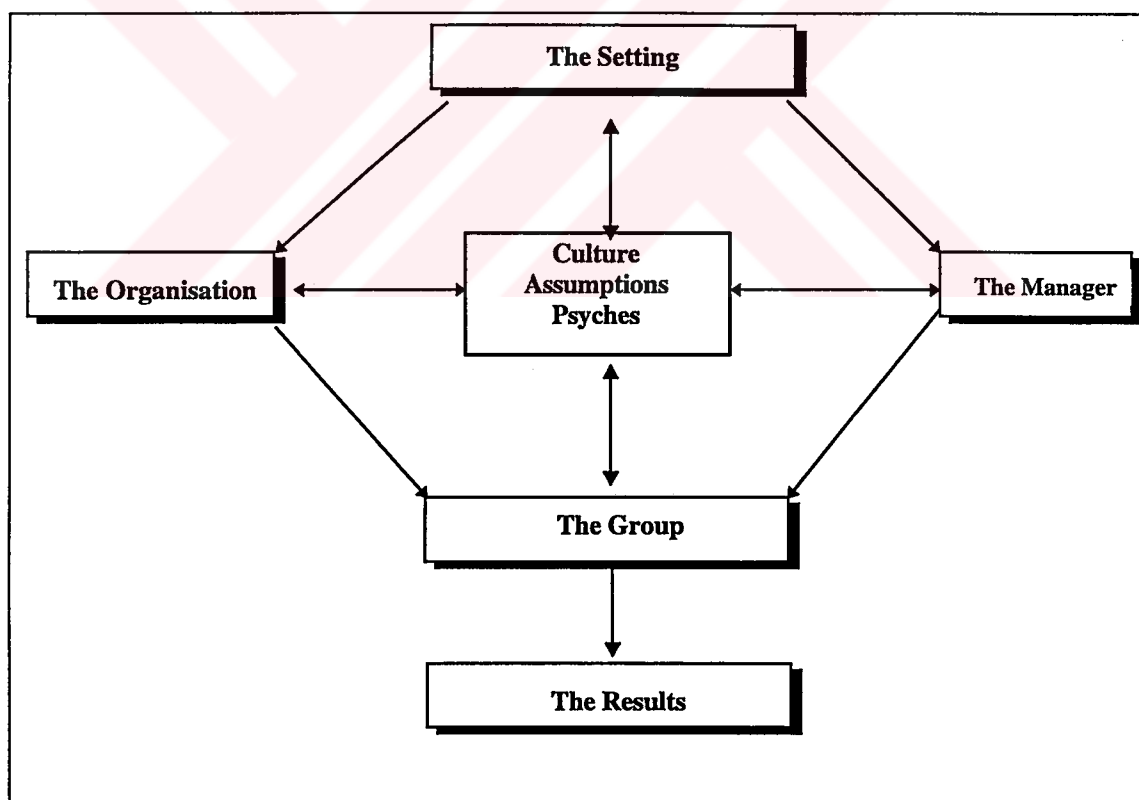 The Setting
The Organisation
Culture
Assumptions
Psyches
The Manager
The Group
The Results